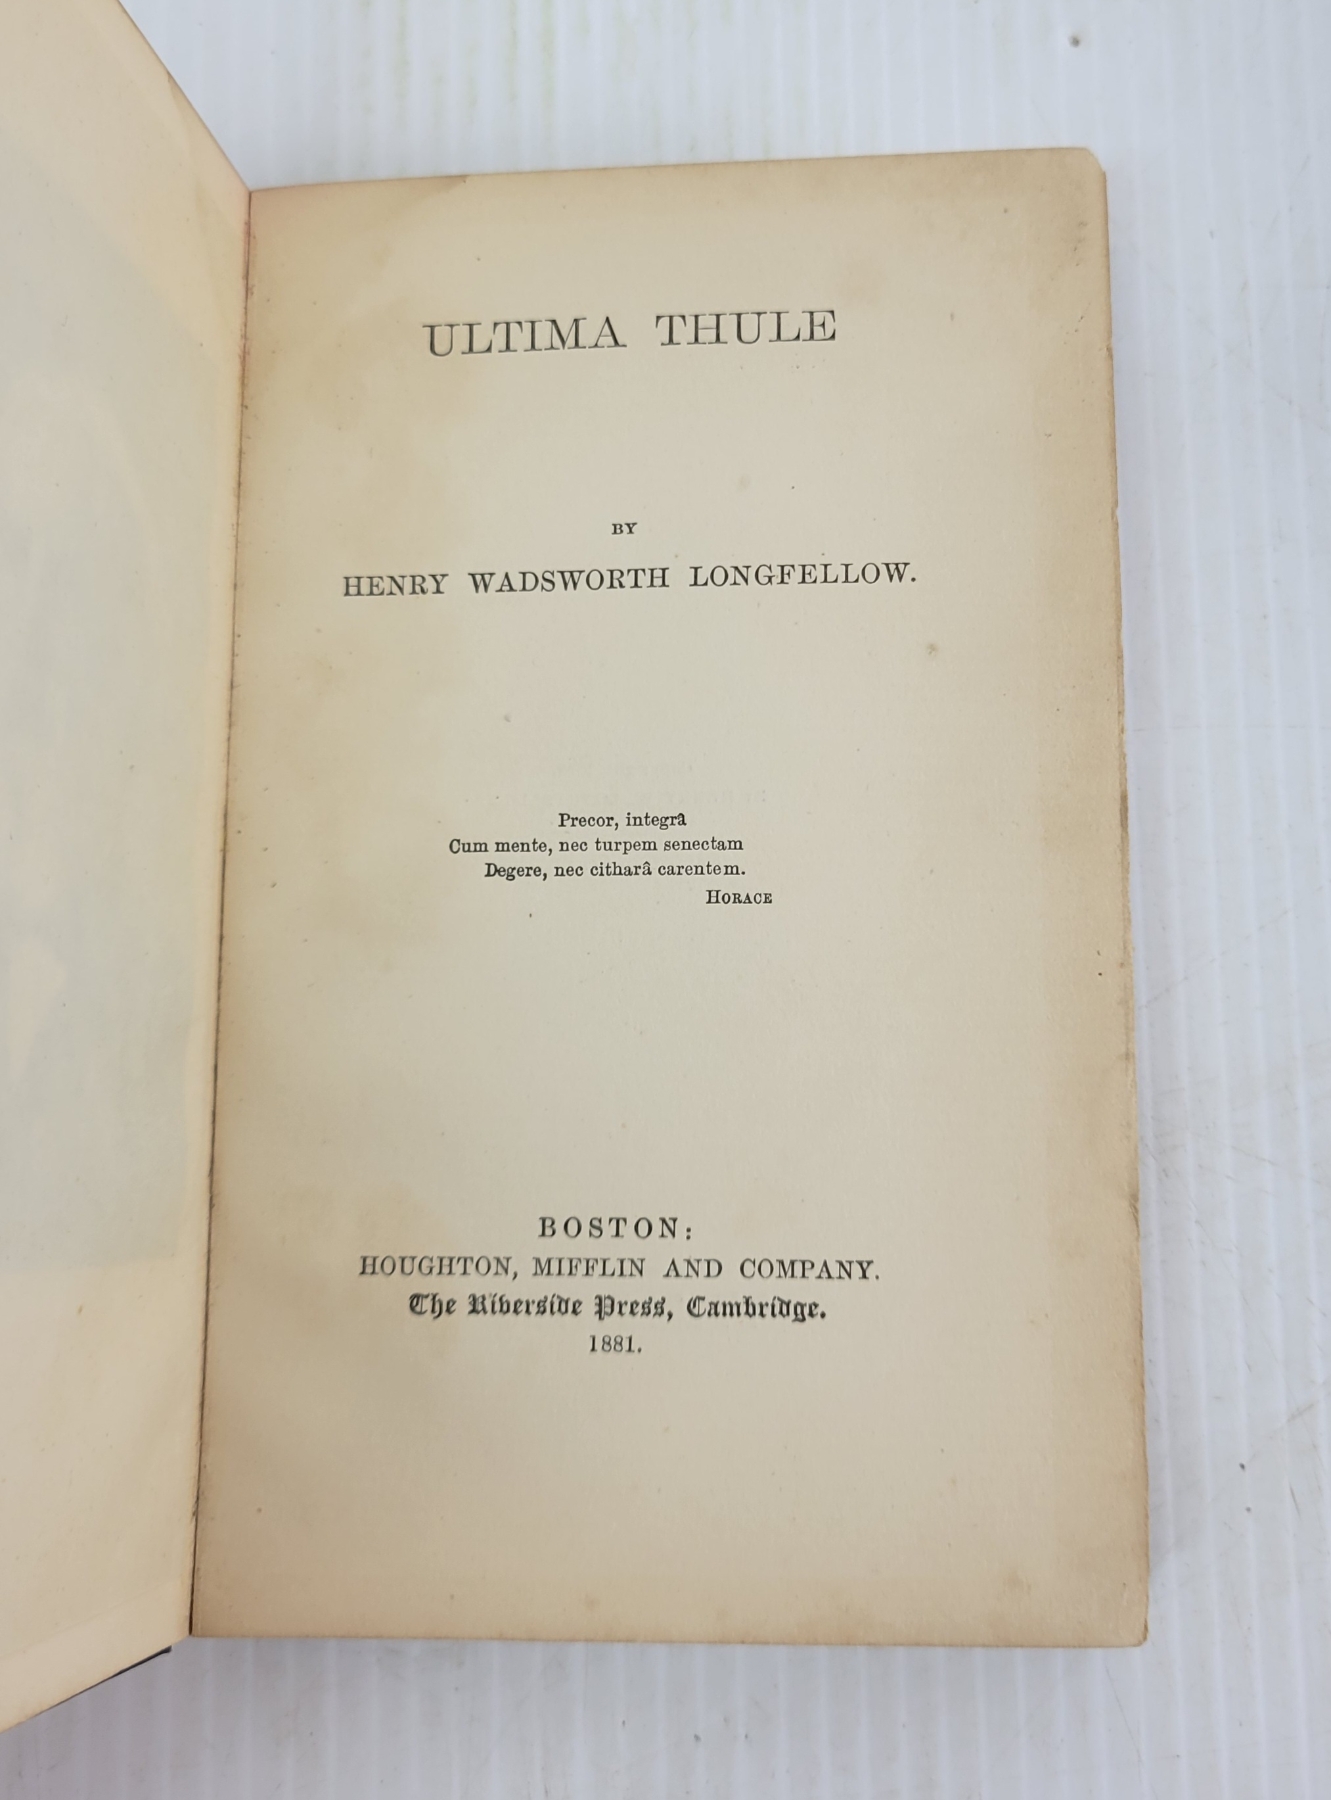 ULTIMA THULE
BY
HENRY WADSWORTH LONGFELLOW.
Precor, integrâ
Cum mente, nec turpem senectam
Degere, nec citharâ carentem.
HORACE
BOSTON:
HOUGHTON, MIFFLIN AND COMPANY.
The Riverside Press, Cambridge.
1881.